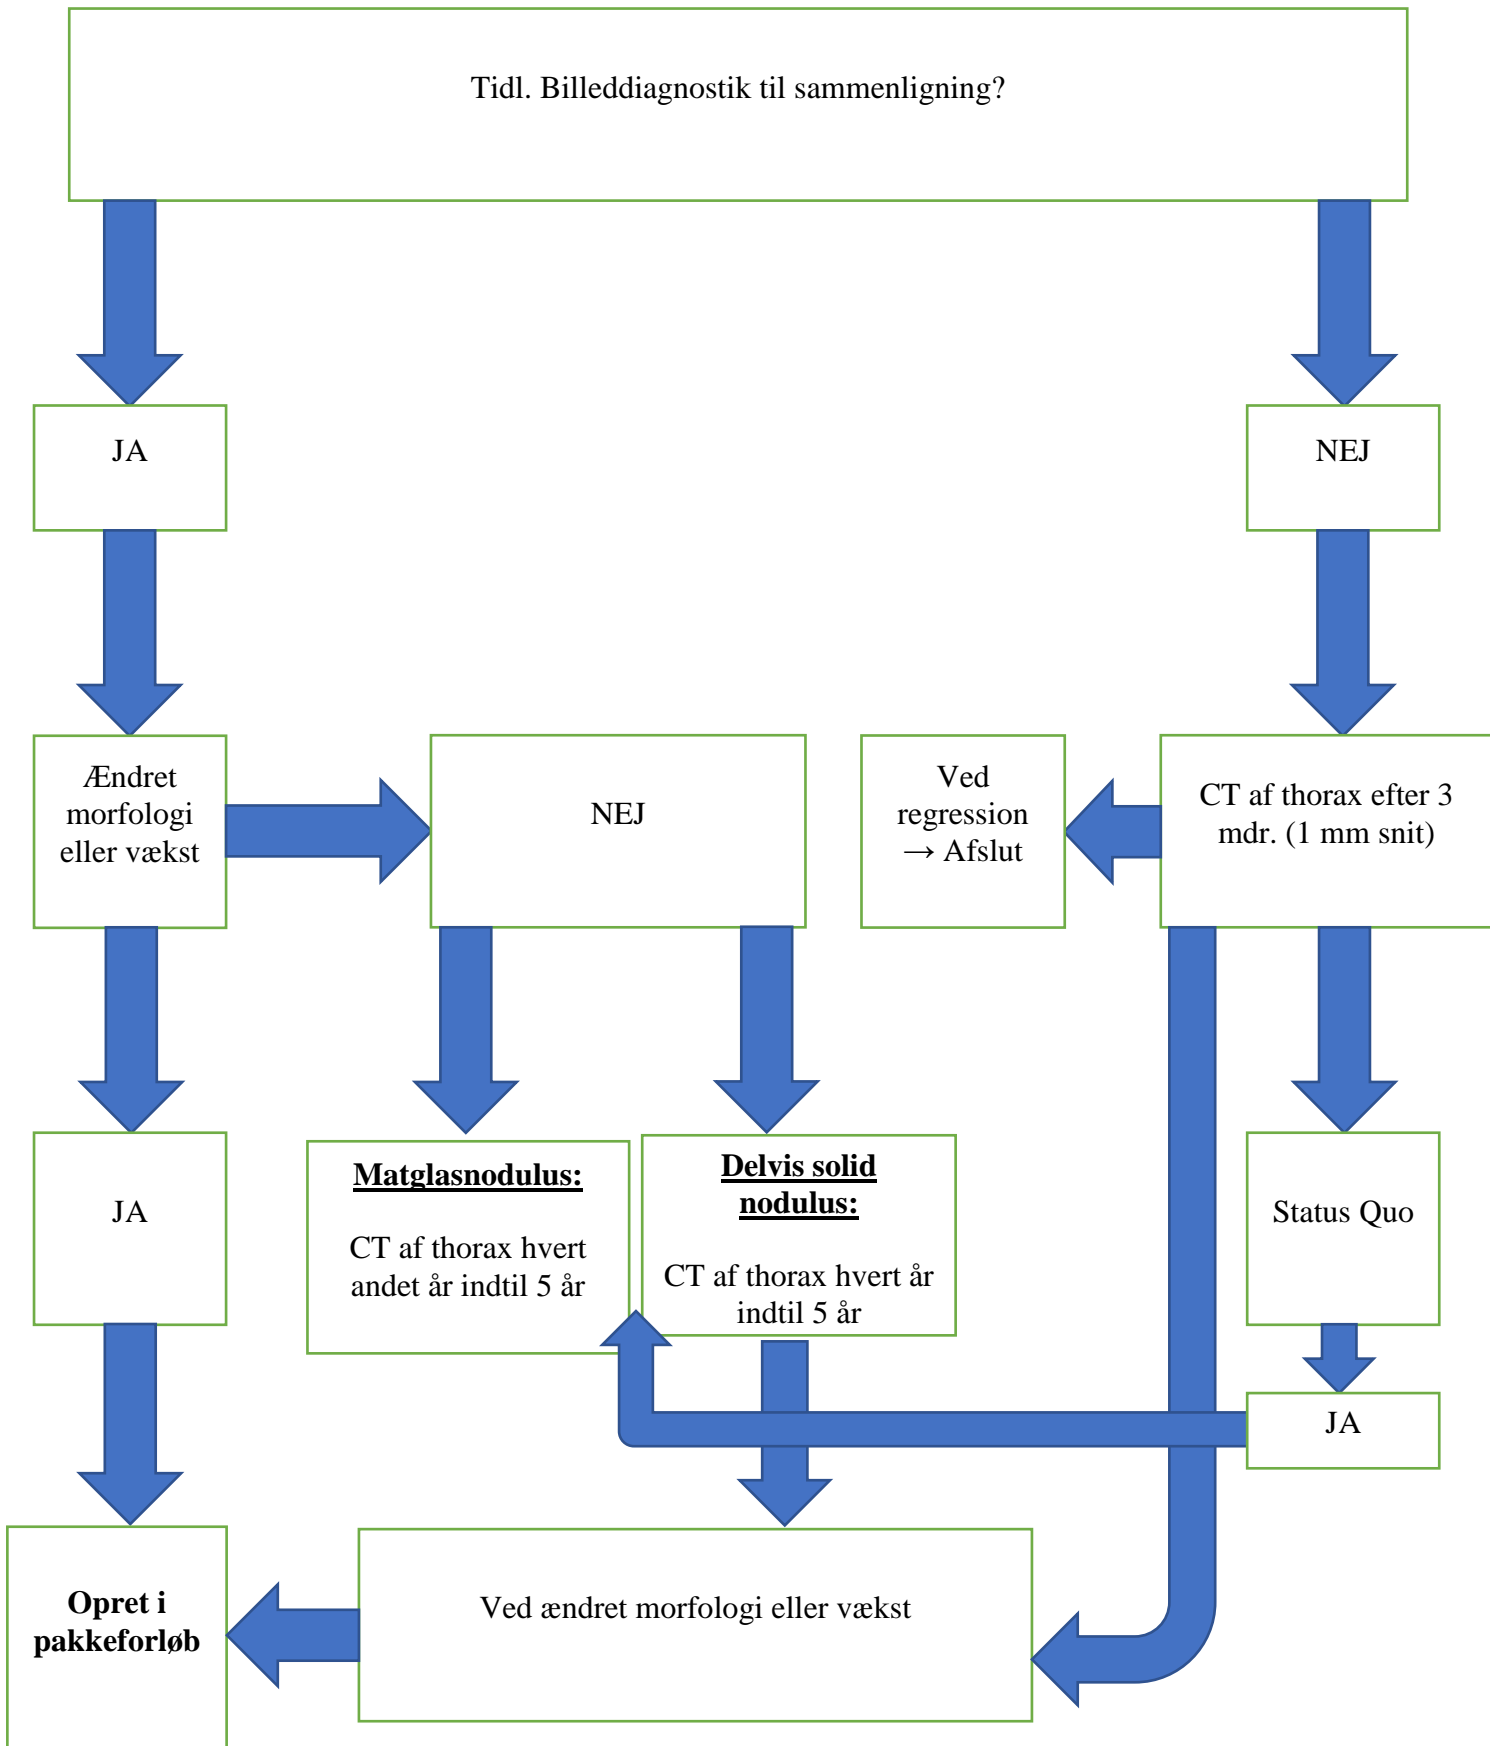 Tidl. Billeddiagnostik til sammenligning?
JA
NEJ
Ændret
morfologi
eller vækst
NEJ
Ved
regression
→ Afslut
CT af thorax efter 3
mdr. (1 mm snit)
JA
Matglasnodulus:
CT af thorax hvert
andet år indtil 5 år
Delvis solid
nodulus:
CT af thorax hvert år
indtil 5 år
Status Quo
JA
Opret i
pakkeforløb
Ved ændret morfologi eller vækst